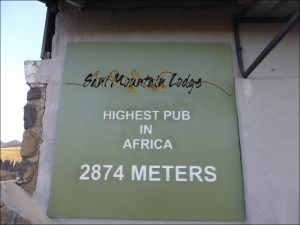 Sani Mountain Lodge
HIGHEST PUB
IN
AFRICA
2874 METERS